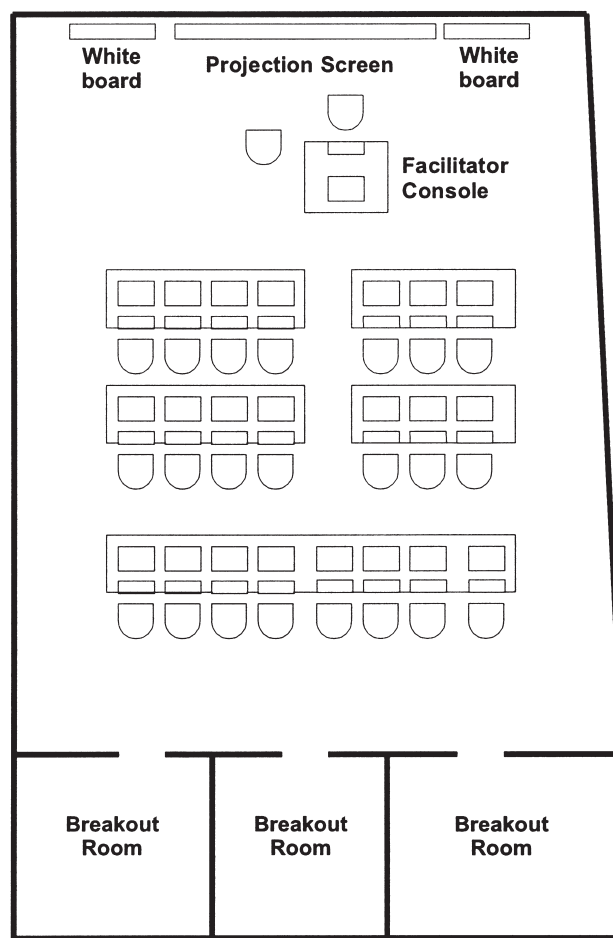 White
board
Projection Screen
White
board
Facilitator
Console
Breakout
Room
Breakout
Room
Breakout
Room